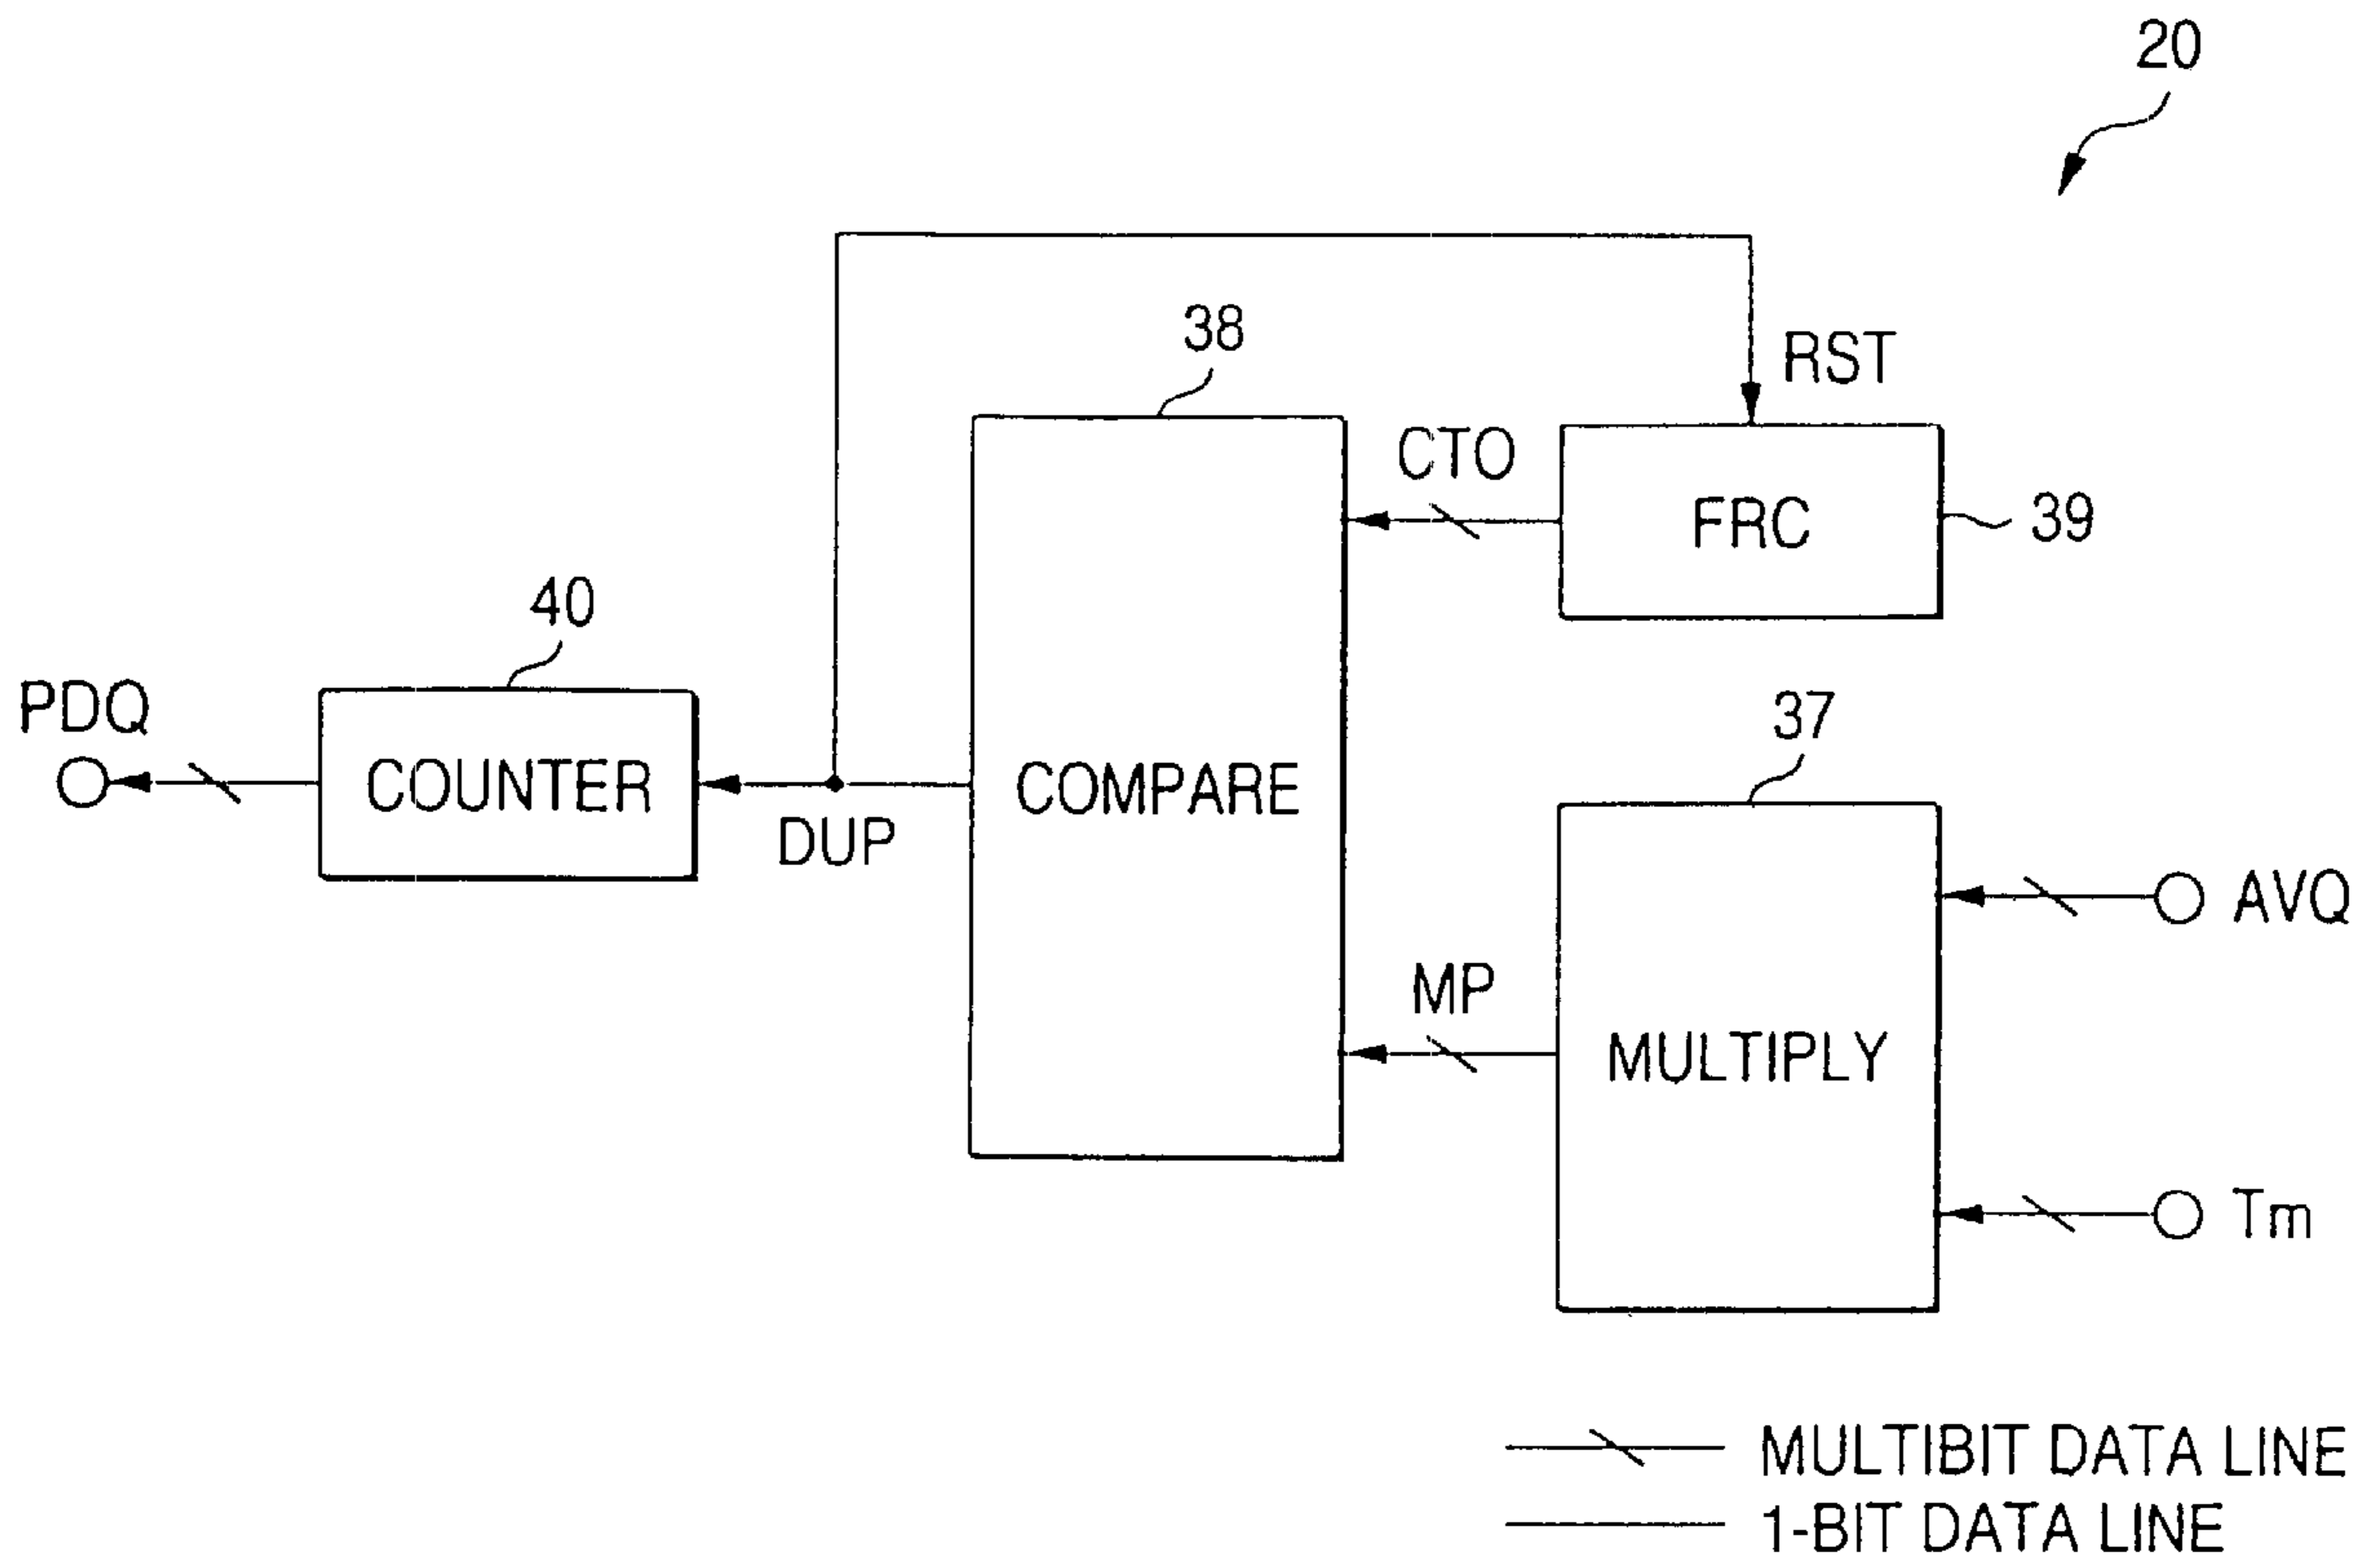 20
38
RST
CTO
FRC
39
40
PDQ
COUNTER
DUP
COMPARE
37
AVQ
MP
MULTIPLY
Tm
MULTIBIT DATA LINE
1-BIT DATA LINE